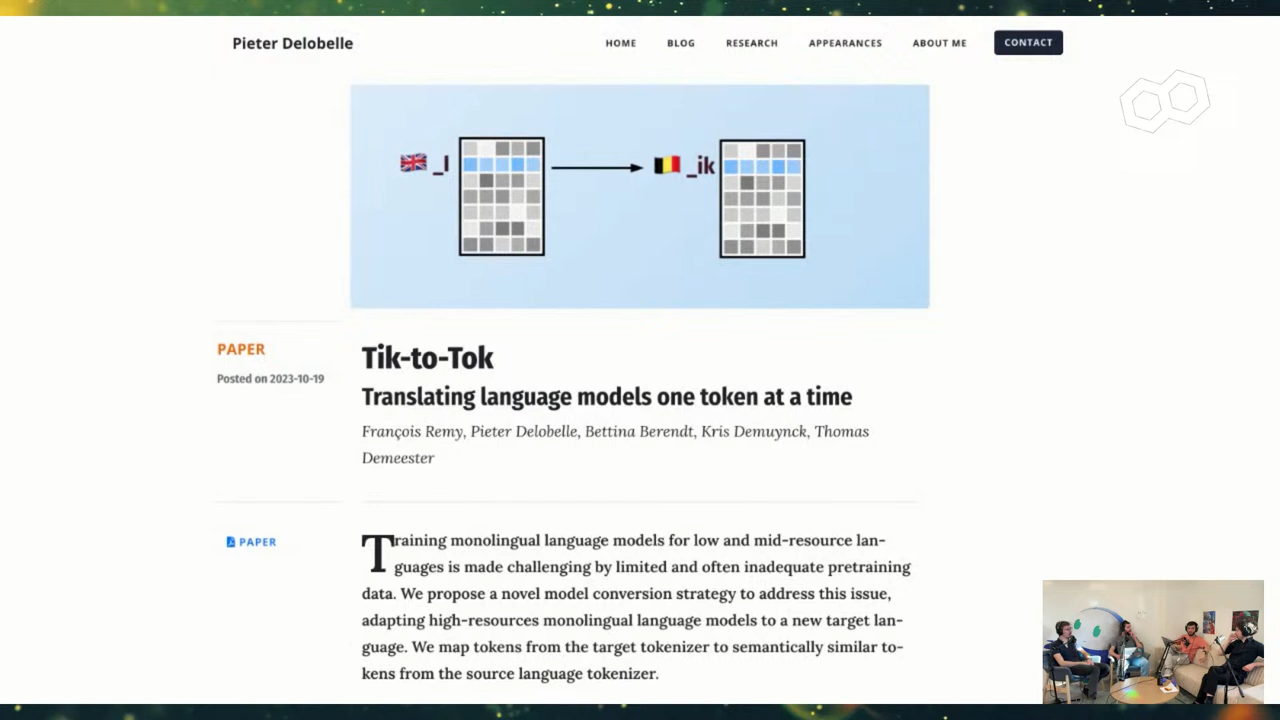 Pieter Delobelle
HOME BLOG RESEARCH APPEARANCES ABOUT ME CONTACT
_I
_ik
PAPER
Posted on 2023-10-19
Tik-to-Tok
Translating language models one token at a time
François Remy, Pieter Delobelle, Bettina Berendt, Kris Demuynck, Thomas
Demeester
PAPER
Training monolingual language models for low and mid-resource lan-
guages is made challenging by limited and often inadequate pretraining
data. We propose a novel model conversion strategy to address this issue,
adapting high-resources monolingual language models to a new target lan-
guage. We map tokens from the target tokenizer to semantically similar to-
kens from the source language tokenizer.